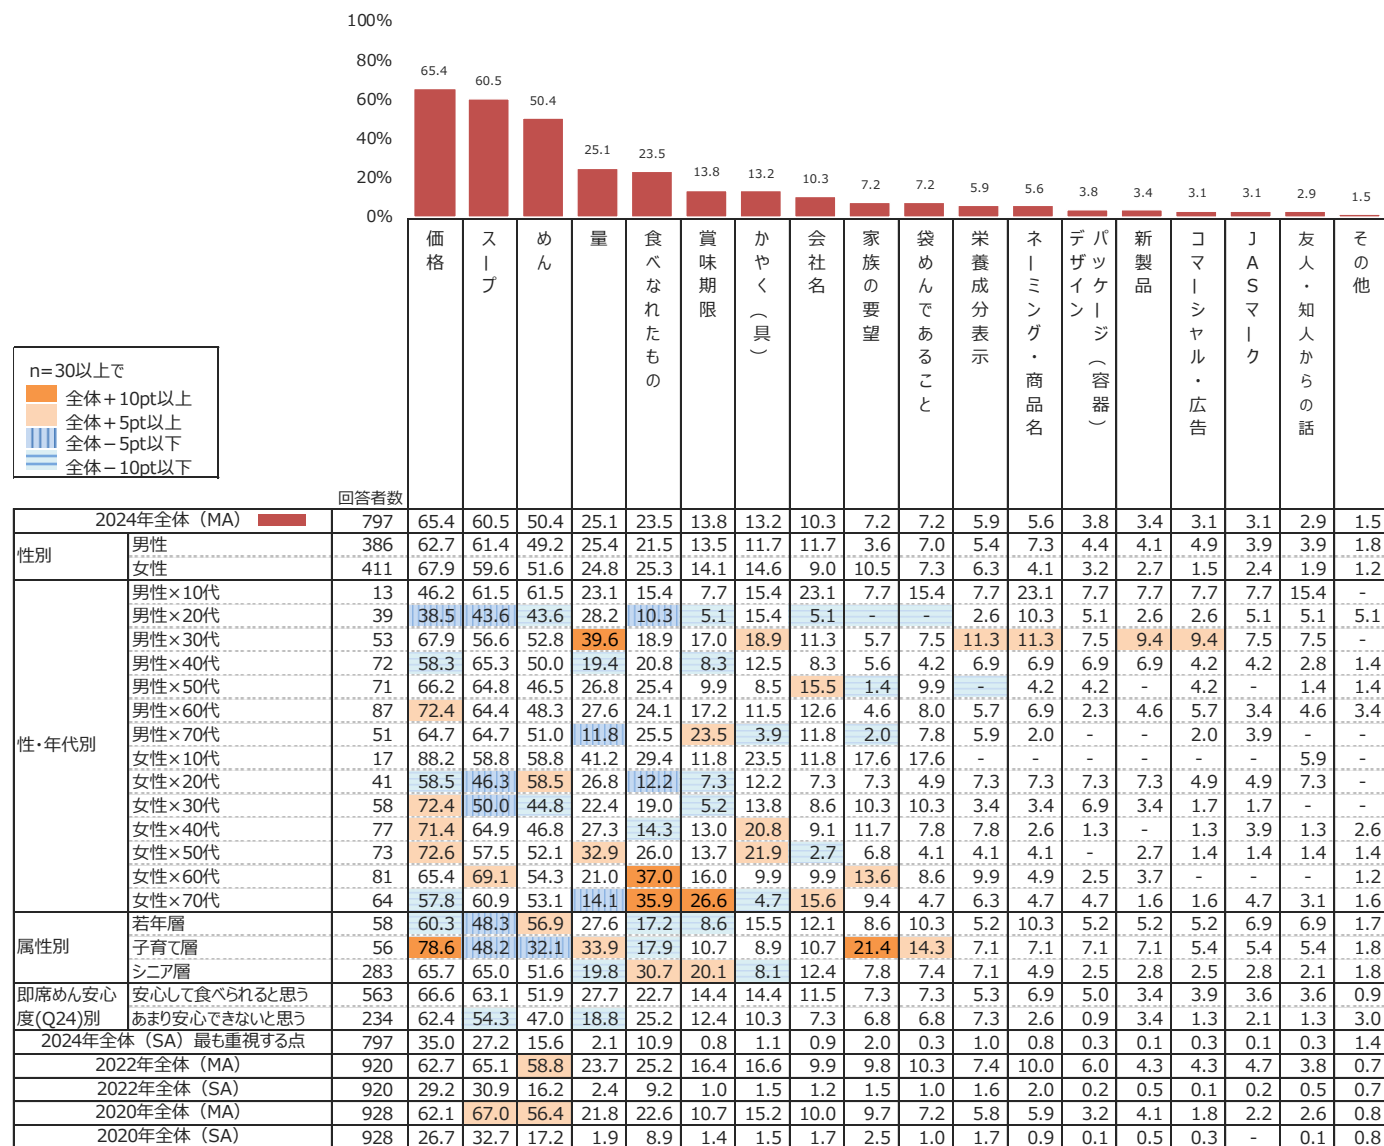 100%
80%
60%
40%
20%
0%
65.4 60.5 50.4 25.1 23.5 13.8 13.2 10.3 7.2 7.2 5.9 5.6 3.8 3.4 3.1 3.1 2.9 1.5
価格
スープ
めん
量
食べなれたもの
賞味期限
かやく（具）
会社名
家族の要望
袋めんであること
栄養成分表示
ネーミング・商品名
パッケージ（容器）
デザイン
新製品
コマーシャル・広告
JASマーク
友人・知人からの話
その他
n=30以上で
全体＋10pt以上
全体＋5pt以上
全体－5pt以下
全体－10pt以下
回答者数
2024年全体（MA） 797 65.4 60.5 50.4 25.1 23.5 13.8 13.2 10.3 7.2 7.2 5.9 5.6 3.8 3.4 3.1 3.1 2.9 1.5
性別
男性 386 62.7 61.4 49.2 25.4 21.5 13.5 11.7 11.7 3.6 7.0 5.4 7.3 4.4 4.1 4.9 3.9 3.9 1.8
女性 411 67.9 59.6 51.6 24.8 25.3 14.1 14.6 9.0 10.5 7.3 6.3 4.1 3.2 2.7 1.5 2.4 1.9 1.2
性・年代別
男性×10代 13 46.2 61.5 61.5 23.1 15.4 7.7 15.4 23.1 7.7 15.4 7.7 23.1 7.7 7.7 7.7 7.7 15.4 -
男性×20代 39 38.5 43.6 43.6 28.2 10.3 5.1 15.4 5.1 - - 2.6 10.3 5.1 2.6 2.6 5.1 5.1 5.1
男性×30代 53 67.9 56.6 52.8 39.6 18.9 17.0 18.9 11.3 5.7 7.5 11.3 11.3 7.5 9.4 9.4 7.5 7.5 -
男性×40代 72 58.3 65.3 50.0 19.4 20.8 8.3 12.5 8.3 5.6 4.2 6.9 6.9 6.9 6.9 4.2 4.2 2.8 1.4
男性×50代 71 66.2 64.8 46.5 26.8 25.4 9.9 8.5 15.5 1.4 9.9 - 4.2 4.2 - 4.2 - 1.4 1.4
男性×60代 87 72.4 64.4 48.3 27.6 24.1 17.2 11.5 12.6 4.6 8.0 5.7 6.9 2.3 4.6 5.7 3.4 4.6 3.4
男性×70代 51 64.7 64.7 51.0 11.8 25.5 23.5 3.9 11.8 2.0 7.8 5.9 2.0 - - 2.0 3.9 - -
女性×10代 17 88.2 58.8 58.8 41.2 29.4 11.8 23.5 11.8 17.6 17.6 - - - - - - 5.9 -
女性×20代 41 58.5 46.3 58.5 26.8 12.2 7.3 12.2 7.3 7.3 4.9 7.3 7.3 7.3 7.3 4.9 4.9 7.3 -
女性×30代 58 72.4 50.0 44.8 22.4 19.0 5.2 13.8 8.6 10.3 10.3 3.4 3.4 6.9 3.4 1.7 1.7 - -
女性×40代 77 71.4 64.9 46.8 27.3 14.3 13.0 20.8 9.1 11.7 7.8 7.8 2.6 1.3 - 1.3 3.9 1.3 2.6
女性×50代 73 72.6 57.5 52.1 32.9 26.0 13.7 21.9 2.7 6.8 4.1 4.1 4.1 - 2.7 1.4 1.4 1.4 1.4
女性×60代 81 65.4 69.1 54.3 21.0 37.0 16.0 9.9 9.9 13.6 8.6 9.9 4.9 2.5 3.7 - - - 1.2
女性×70代 64 57.8 60.9 53.1 14.1 35.9 26.6 4.7 15.6 9.4 4.7 6.3 4.7 4.7 1.6 1.6 4.7 3.1 1.6
属性別
若年層 58 60.3 48.3 56.9 27.6 17.2 8.6 15.5 12.1 8.6 10.3 5.2 10.3 5.2 5.2 5.2 6.9 6.9 1.7
子育て層 56 78.6 48.2 32.1 33.9 17.9 10.7 8.9 10.7 21.4 14.3 7.1 7.1 7.1 7.1 5.4 5.4 5.4 1.8
シニア層 283 65.7 65.0 51.6 19.8 30.7 20.1 8.1 12.4 7.8 7.4 7.1 4.9 2.5 2.8 2.5 2.8 2.1 1.8
即席めん安心
度(Q24)別
安心して食べられると思う 563 66.6 63.1 51.9 27.7 22.7 14.4 14.4 11.5 7.3 7.3 5.3 6.9 5.0 3.4 3.9 3.6 3.6 0.9
あまり安心できないと思う 234 62.4 54.3 47.0 18.8 25.2 12.4 10.3 7.3 6.8 6.8 7.3 2.6 0.9 3.4 1.3 2.1 1.3 3.0
2024年全体（SA）最も重視する点 797 35.0 27.2 15.6 2.1 10.9 0.8 1.1 0.9 2.0 0.3 1.0 0.8 0.3 0.1 0.3 0.1 0.3 1.4
2022年全体（MA） 920 62.7 65.1 58.8 23.7 25.2 16.4 16.6 9.9 9.8 10.3 7.4 10.0 6.0 4.3 4.3 4.7 3.8 0.7
2022年全体（SA） 920 29.2 30.9 16.2 2.4 9.2 1.0 1.5 1.2 1.5 1.0 1.6 2.0 0.2 0.5 0.1 0.2 0.5 0.7
2020年全体（MA） 928 62.1 67.0 56.4 21.8 22.6 10.7 15.2 10.0 9.7 7.2 5.8 5.9 3.2 4.1 1.8 2.2 2.6 0.8
2020年全体（SA） 928 26.7 32.7 17.2 1.9 8.9 1.4 1.5 1.7 2.5 1.0 1.7 0.9 0.1 0.5 0.3 - 0.1 0.8